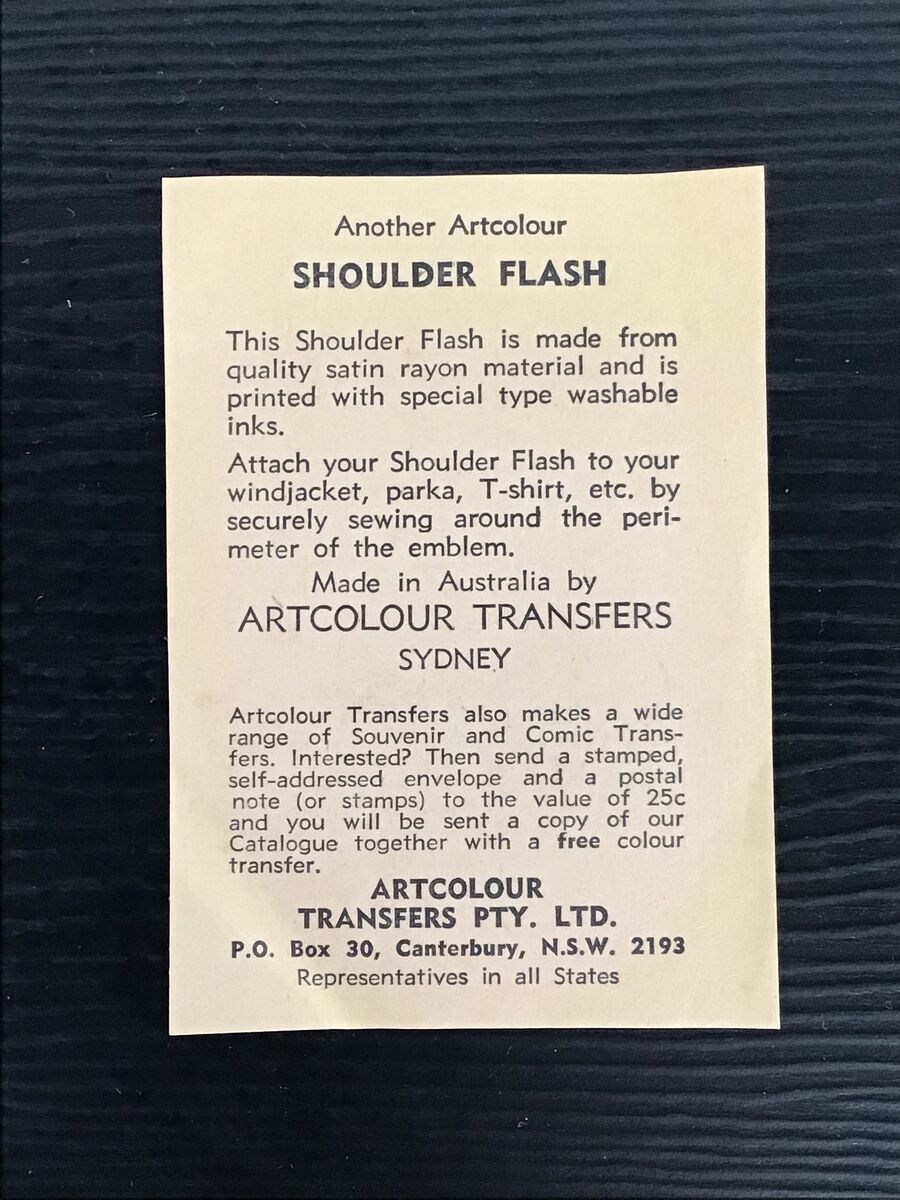 Another Artcolour
SHOULDER FLASH
This Shoulder Flash is made from
quality satin rayon material and is
printed with special type washable
inks.
Attach your Shoulder Flash to your
windjacket, parka, T-shirt, etc. by
securely sewing around the peri-
meter of the emblem.
Made in Australia by
ARTCOLOUR TRANSFERS
SYDNEY
Artcolour Transfers also makes a wide
range of Souvenir and Comic Trans-
fers. Interested? Then send a stamped,
self-addressed envelope and a postal
note (or stamps) to the value of 25c
and you will be sent a copy of our
Catalogue together with a free colour
transfer.
ARTCOLOUR
TRANSFERS PTY. LTD.
P.O. Box 30, Canterbury, N.S.W. 2193
Representatives in all States